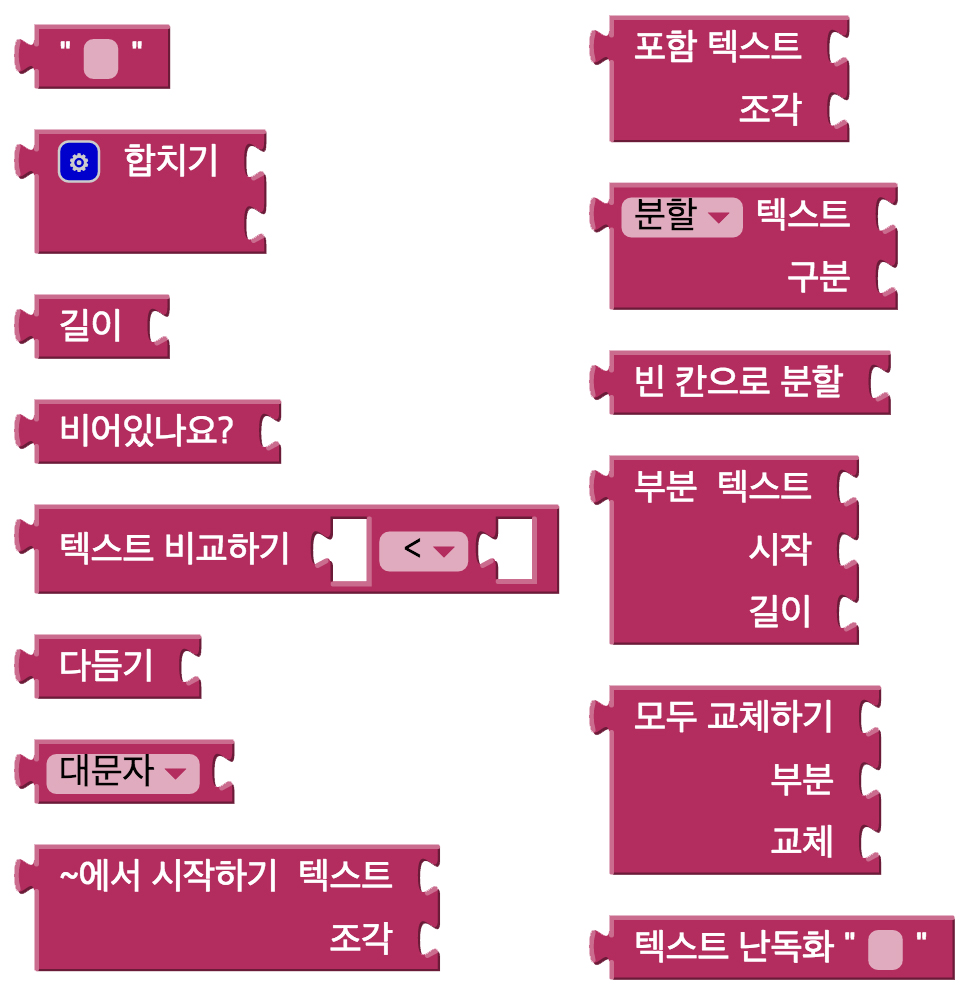 " "
합치기
길이
비어있나요?
텍스트 비교하기 <
다듬기
대문자
~에서 시작하기 텍스트
조각
포함 텍스트
조각
분할 텍스트
구분
빈 칸으로 분할
부분 텍스트
시작
길이
모두 교체하기
부분
교체
텍스트 난독화 " "